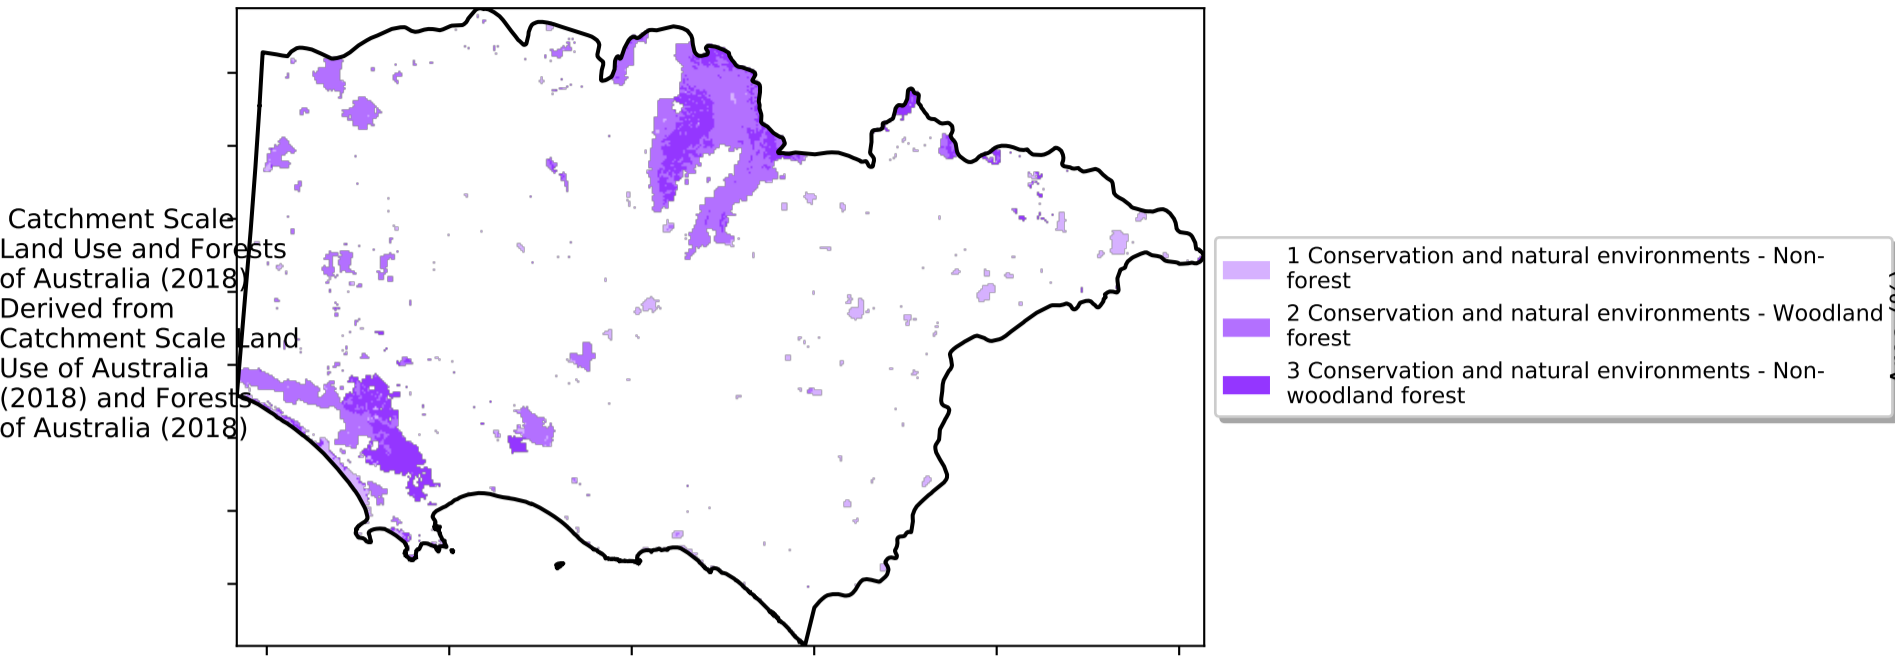 Catchment Scale
Land Use and Forests
of Australia (2018)
Derived from
Catchment Scale Land
Use of Australia
(2018) and Forests
of Australia (2018)
1 Conservation and natural environments - Non-
forest
2 Conservation and natural environments - Woodland
forest
3 Conservation and natural environments - Non-
woodland forest